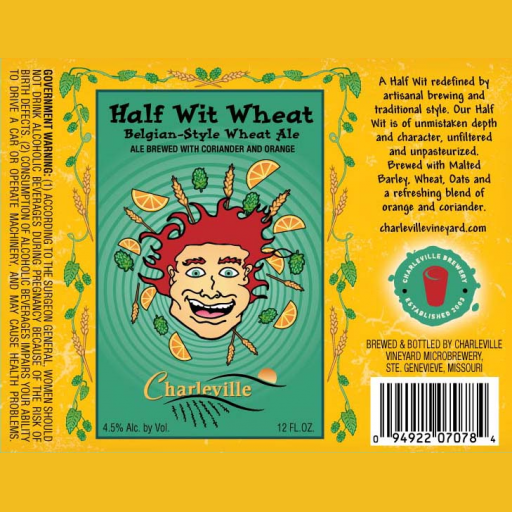 GOVERNMENT WARNING: (1) ACCORDING TO THE SURGEON GENERAL, WOMEN SHOULD
NOT DRINK ALCOHOLIC BEVERAGES DURING PREGNANCY BECAUSE OF THE RISK OF
BIRTH DEFECTS. (2) CONSUMPTION OF ALCOHOLIC BEVERAGES IMPAIRS YOUR ABILITY
TO DRIVE A CAR OR OPERATE MACHINERY, AND MAY CAUSE HEALTH PROBLEMS.
Half Wit Wheat
Belgian-Style Wheat Ale
ALE BREWED WITH CORIANDER AND ORANGE
Charleville
4.5% Alc. by Vol.
12 FL.OZ.
A Half Wit redefined by
artisanal brewing and
traditional style. Our Half
Wit is of unmistaken depth
and character, unfiltered
and unpasteurized.
Brewed with Malted
Barley, Wheat, Oats and
a refreshing blend of
orange and coriander.
charlevillevineyard.com
CHARLEVILLE BREWERY
ESTABLISHED 2003
BREWED & BOTTLED BY CHARLEVILLE
VINEYARD MICROBREWERY,
STE. GENEVIEVE, MISSOURI
0 94922 07078 4